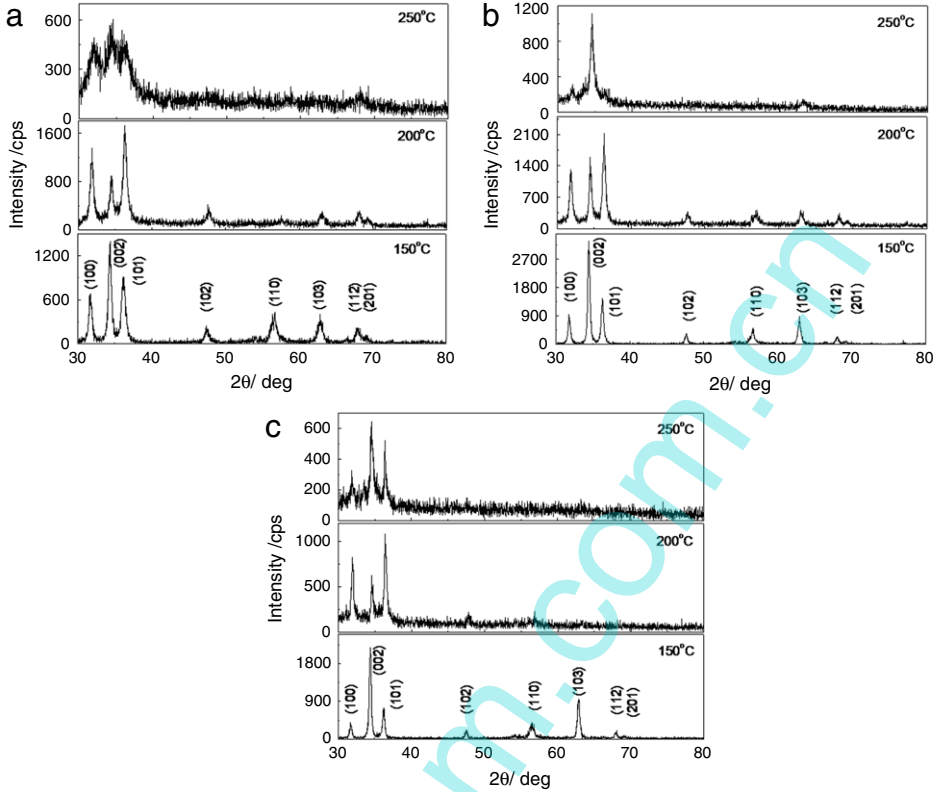 a
250°C
600
300
0
Intensity /cps
200°C
1600
800
0
150°C
1200
600
0
(100)
(002)
(101)
(102)
(110)
(103)
(112)
(201)
30 40 50 60 70 80
2θ/ deg
b
250°C
1200
800
400
0
Intensity /cps
200°C
2100
1400
700
0
150°C
2700
1800
900
0
(100)
(002)
(101)
(102)
(110)
(103)
(112)
(201)
30 40 50 60 70 80
2θ/ deg
c
250°C
600
400
200
0
Intensity /cps
200°C
1000
500
0
150°C
1800
900
0
(100)
(002)
(101)
(102)
(110)
(103)
(112)
(201)
30 40 50 60 70 80
2θ/ deg
m.com.cn